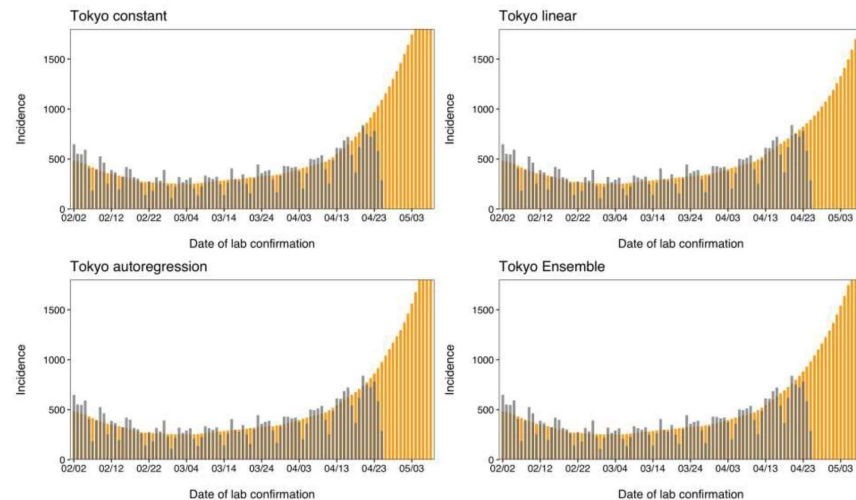 Tokyo constant
Incidence
1500
1000
500
0
02/02 02/12 02/22 03/04 03/14 03/24 04/03 04/13 04/23 05/03
Date of lab confirmation
Tokyo linear
Incidence
1500
1000
500
0
02/02 02/12 02/22 03/04 03/14 03/24 04/03 04/13 04/23 05/03
Date of lab confirmation
Tokyo autoregression
Incidence
1500
1000
500
0
02/02 02/12 02/22 03/04 03/14 03/24 04/03 04/13 04/23 05/03
Date of lab confirmation
Tokyo Ensemble
Incidence
1500
1000
500
0
02/02 02/12 02/22 03/04 03/14 03/24 04/03 04/13 04/23 05/03
Date of lab confirmation